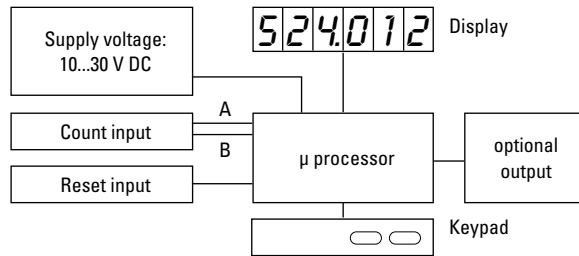 Supply voltage:
10...30 V DC
524.012
Display
A
Count input
B
µ processor
optional
output
Reset input
Keypad